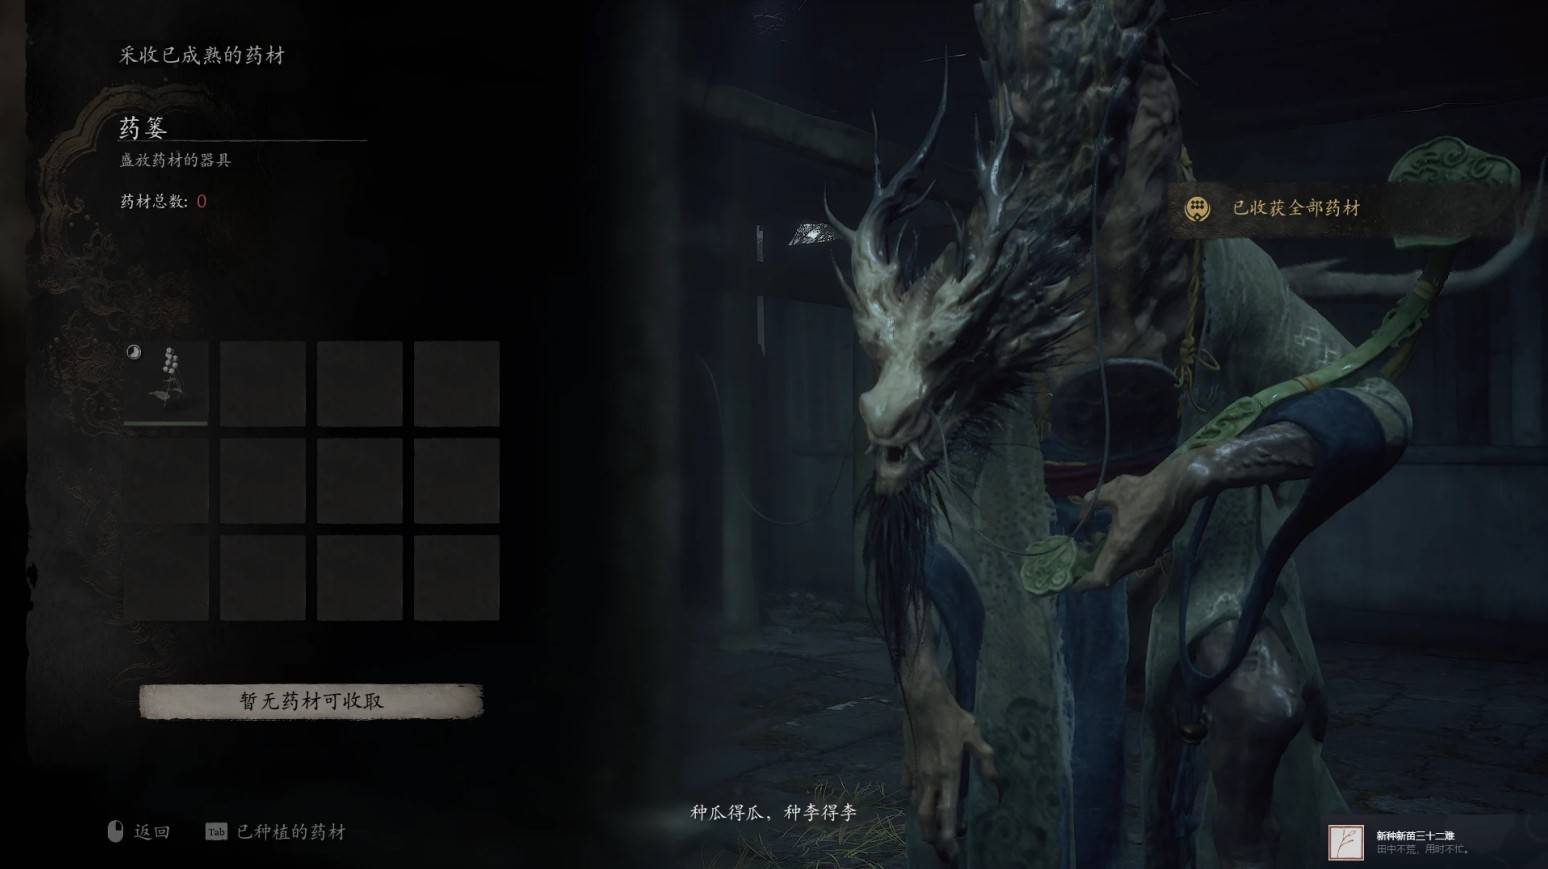 采收已成熟的药材
药篓
盛放药材的器具
药材总数: 0
已收获全部药材
暂无药材可收取
种瓜得瓜，种李得李
返回
Tab 已种植的药材
新种新苗三十二难
田中不荒，用时不忙。